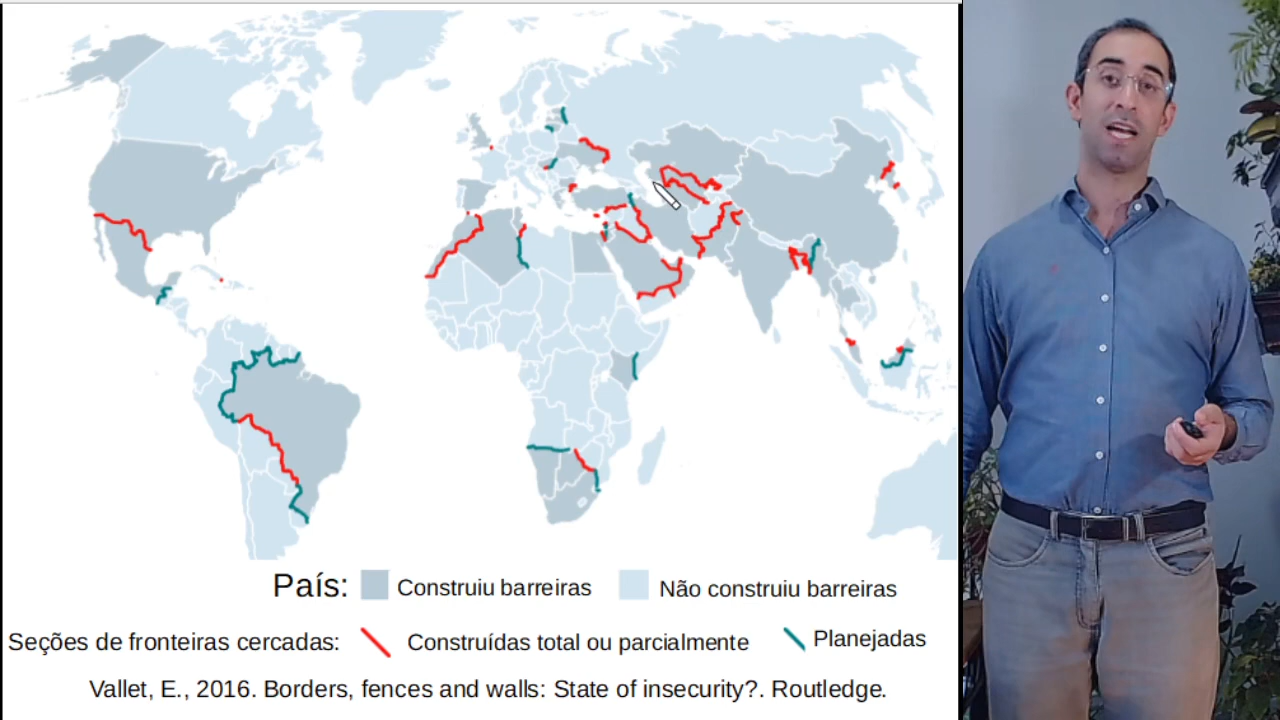 País: Construiu barreiras Não construiu barreiras
Seções de fronteiras cercadas: Construídas total ou parcialmente Planejadas
Vallet, E., 2016. Borders, fences and walls: State of insecurity?. Routledge.